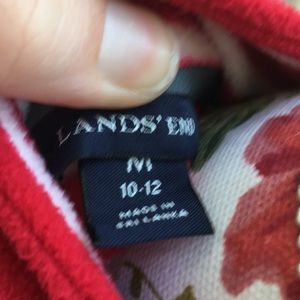 LANDS' END
M
10-12
MADE IN
SRI LANKA